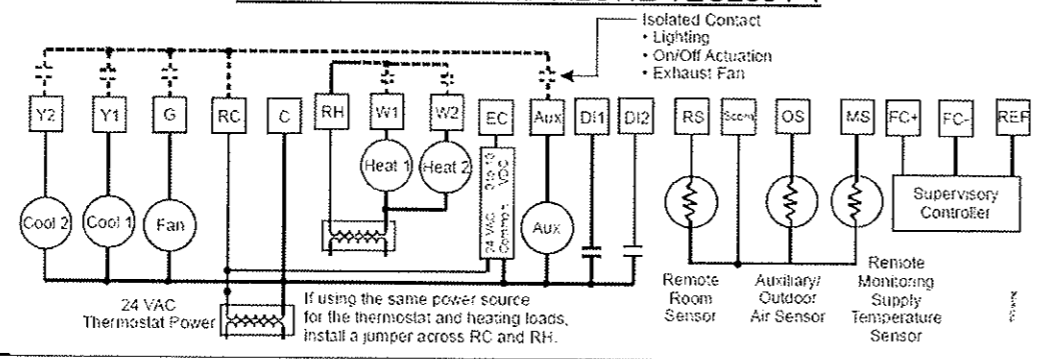 Isolated Contact
• Lighting
• On/Off Actuation
• Exhaust Fan
Y2 Y1 G RC C RH W1 W2 EC Aux DI1 DI2 RS Scom OS MS FC+ FC- REF
Heat 1 Heat 2
24 VAC Common
VDC
Cool 2 Cool 1 Fan
Aux
Supervisory
Controller
24 VAC
Thermostat Power
If using the same power source
for the thermostat and heating loads,
install a jumper across RC and RH.
Remote
Room
Sensor
Auxiliary/
Outdoor
Air Sensor
Remote
Monitoring
Supply
Temperature
Sensor